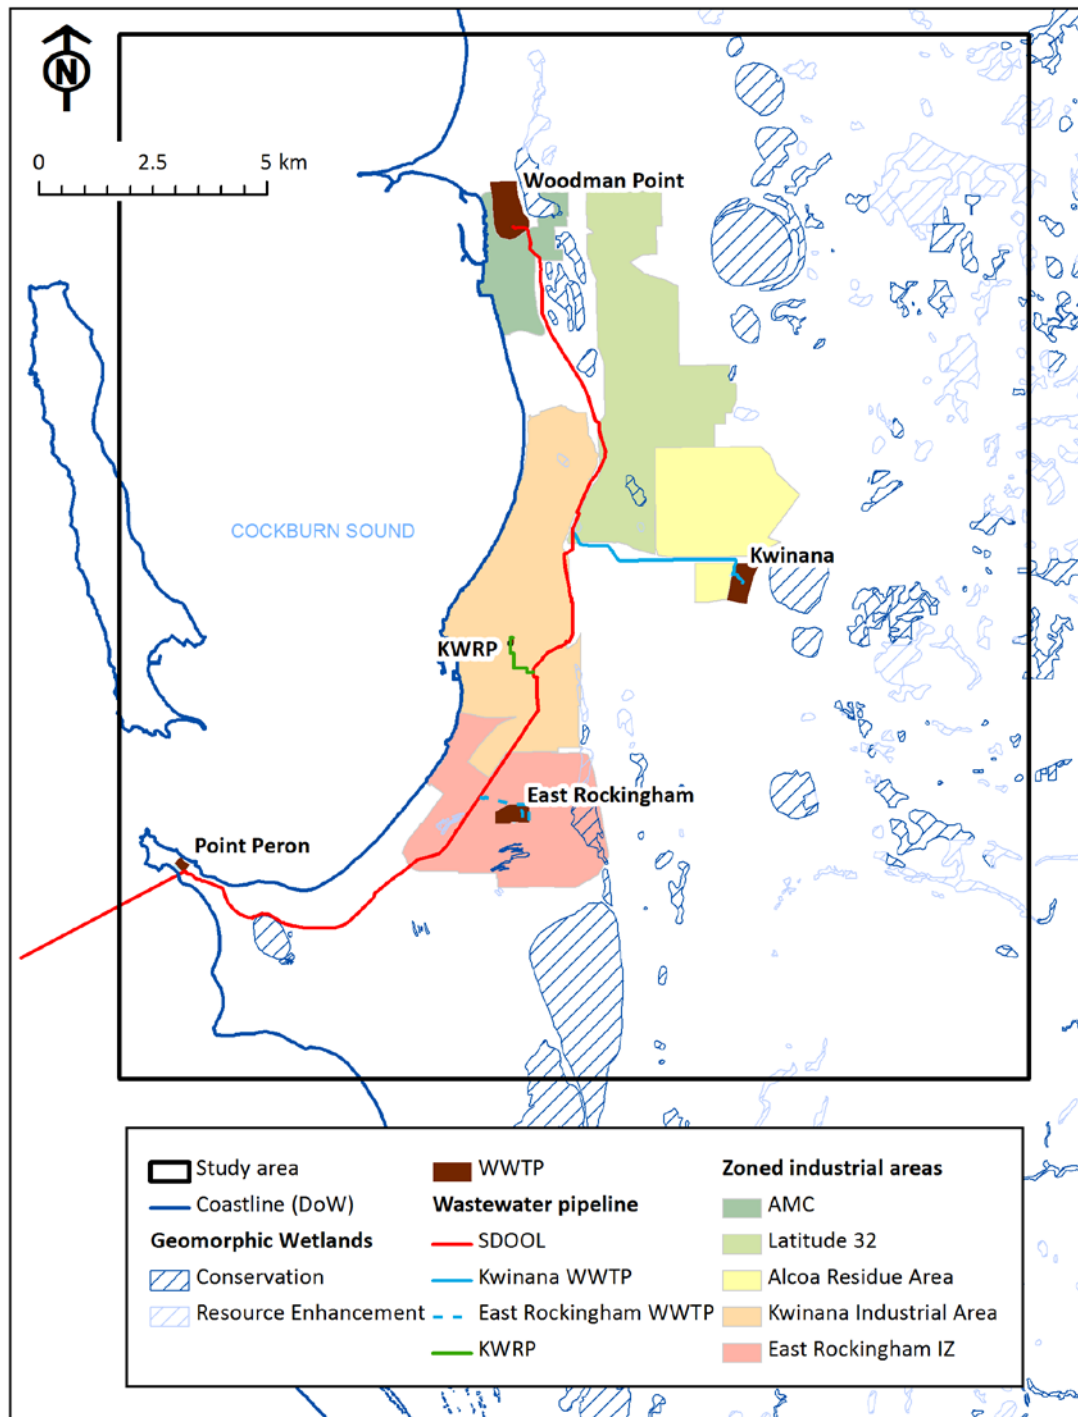 N
0 2.5 5 km
Woodman Point
COCKBURN SOUND
Kwinana
KWRP
East Rockingham
Point Peron
Study area
Coastline (DoW)
Geomorphic Wetlands
Conservation
Resource Enhancement
WWTP
Wastewater pipeline
SDOOL
Kwinana WWTP
East Rockingham WWTP
KWRP
Zoned industrial areas
AMC
Latitude 32
Alcoa Residue Area
Kwinana Industrial Area
East Rockingham IZ